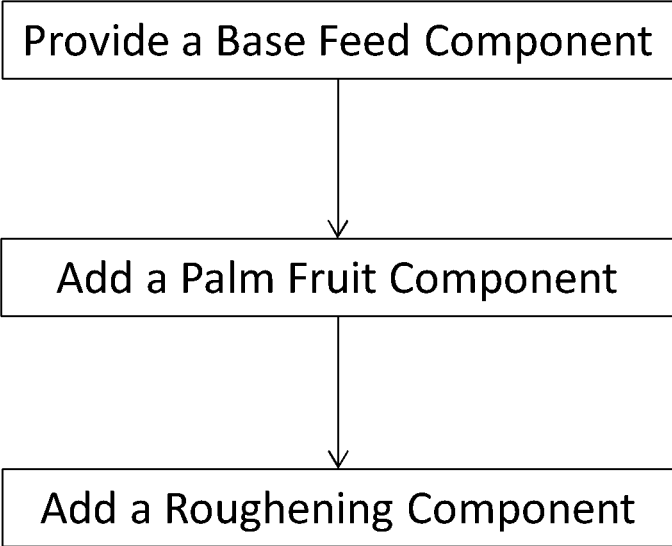 Provide a Base Feed Component
Add a Palm Fruit Component
Add a Roughening Component